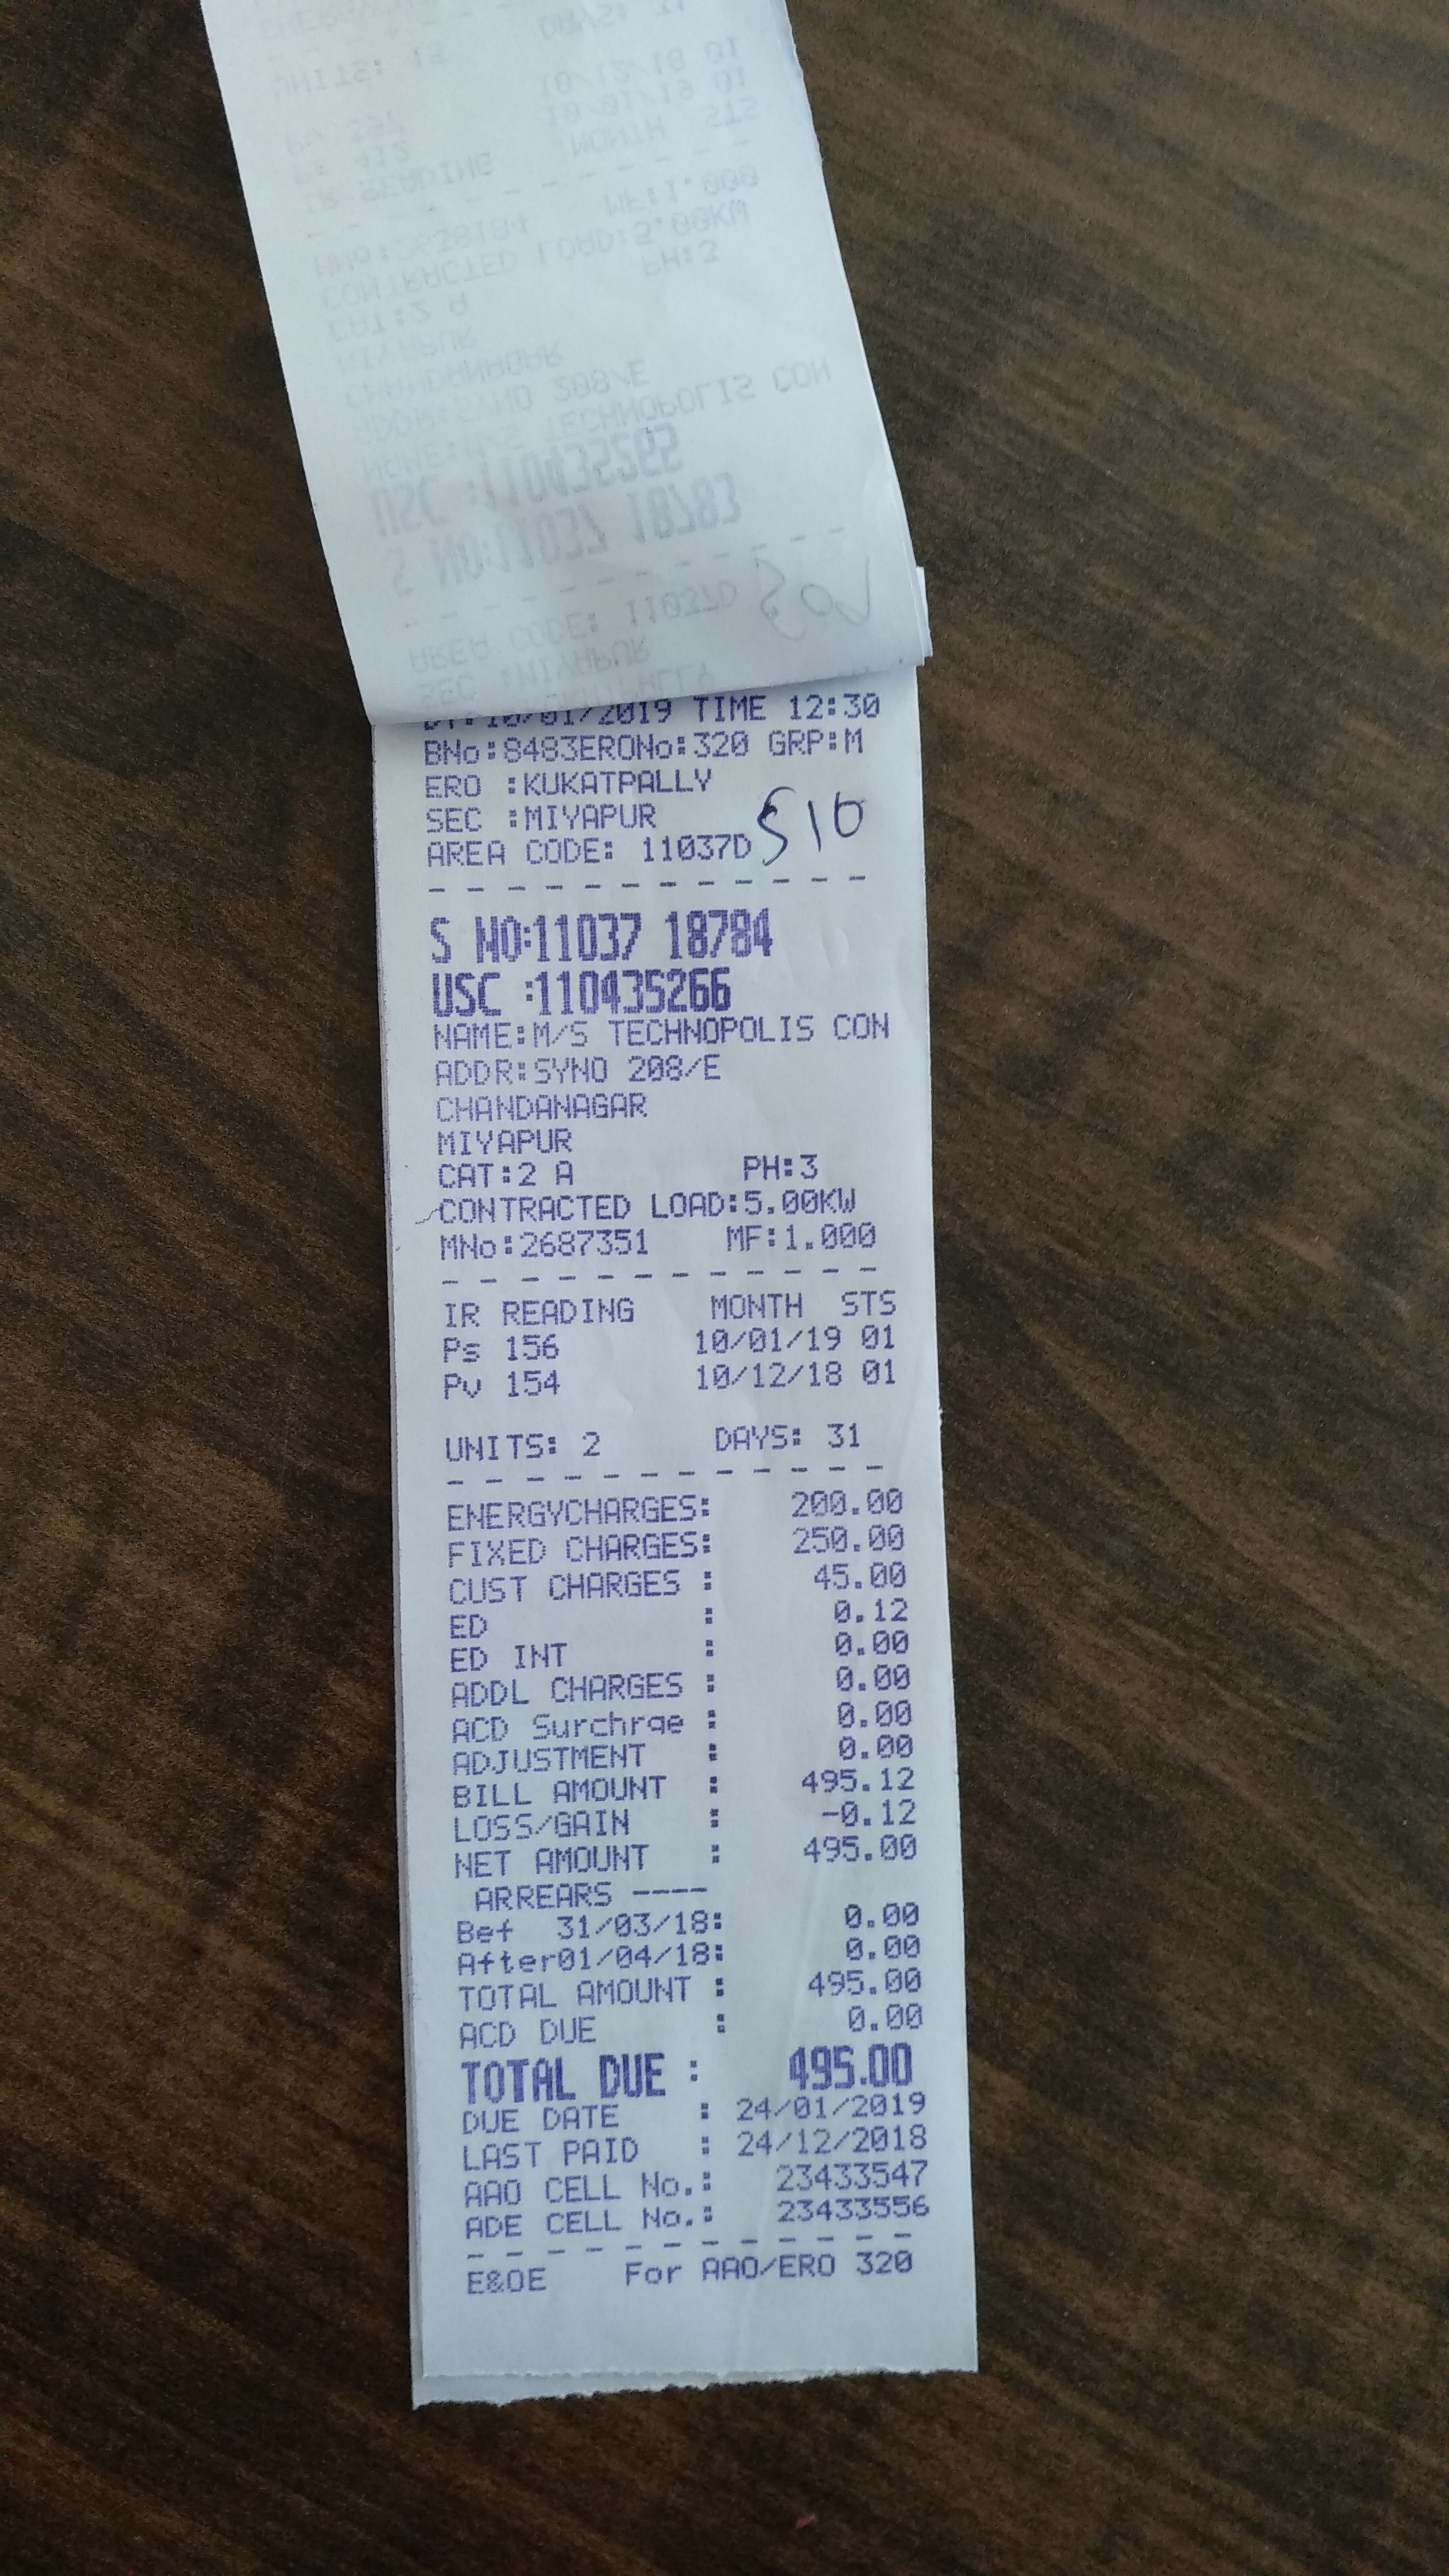 DT:10/01/2019 TIME 12:30
BNo:8483ERONo:320 GRP:M
ERO :KUKATPALLY
SEC :MIYAPUR
AREA CODE: 11037D S10
S NO:11037 18784
USC :110435266
NAME:M/S TECHNOPOLIS CON
ADDR:SYNO 208/E
CHANDANAGAR
MIYAPUR
CAT:2 A PH:3
CONTRACTED LOAD:5.00KW
MNo:2687351 MF:1.000
IR READING MONTH STS
Ps 156 10/01/19 01
Pv 154 10/12/18 01
UNITS: 2 DAYS: 31
ENERGYCHARGES: 200.00
FIXED CHARGES: 250.00
CUST CHARGES : 45.00
ED : 0.12
ED INT : 0.00
ADDL CHARGES : 0.00
ACD Surchrge : 0.00
ADJUSTMENT : 0.00
BILL AMOUNT : 495.12
LOSS/GAIN : -0.12
NET AMOUNT : 495.00
ARREARS ----
Bef 31/03/18: 0.00
After01/04/18: 0.00
TOTAL AMOUNT : 495.00
ACD DUE : 0.00
TOTAL DUE : 495.00
DUE DATE : 24/01/2019
LAST PAID : 24/12/2018
AAO CELL No.: 23433547
ADE CELL No.: 23433556
E&OE For AAO/ERO 320